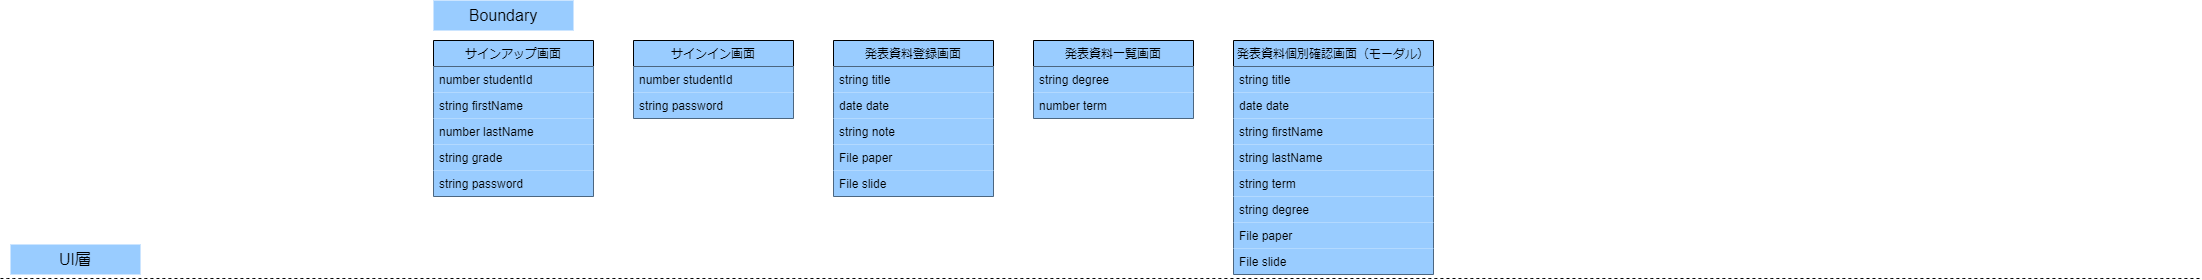 Boundary
サインアップ画面
number studentId
string firstName
number lastName
string grade
string password
サインイン画面
number studentId
string password
発表資料登録画面
string title
date date
string note
File paper
File slide
発表資料一覧画面
string degree
number term
発表資料個別確認画面（モーダル）
string title
date date
string firstName
string lastName
string term
string degree
File paper
File slide
UI層